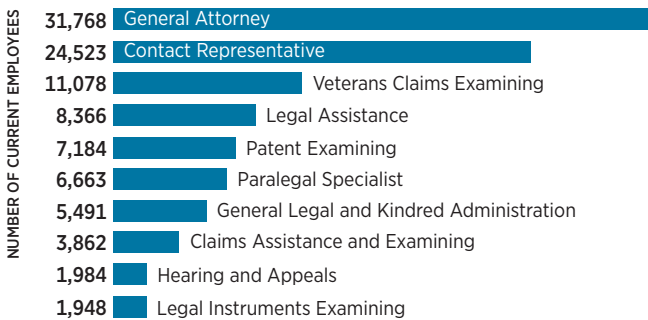 NUMBER OF CURRENT EMPLOYEES
31,768 General Attorney
24,523 Contact Representative
11,078 Veterans Claims Examining
8,366 Legal Assistance
7,184 Patent Examining
6,663 Paralegal Specialist
5,491 General Legal and Kindred Administration
3,862 Claims Assistance and Examining
1,984 Hearing and Appeals
1,948 Legal Instruments Examining